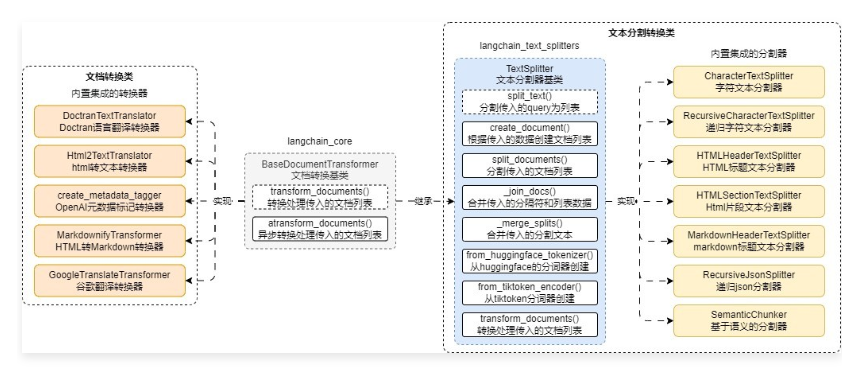 文档转换类
内置集成的转换器
DoctranTextTranslator
Doctran语言翻译转换器
Html2TextTranslator
html转文本转换器
create_metadata_tagger
OpenAI元数据标记转换器
MarkdownifyTransformer
HTML转Markdown转换器
GoogleTranslateTransformer
谷歌翻译转换器
实现
langchain_core
BaseDocumentTransformer
文档转换基类
transform_documents()
转换处理传入的文档列表
atransform_documents()
异步转换处理传入的文档列表
继承
文本分割转换类
langchain_text_splitters
TextSplitter
文本分割器基类
split_text()
分割传入的query为列表
create_document()
根据传入的数据创建文档列表
split_documents()
分割传入的文档列表
_join_docs()
合并传入的分隔符和列表数据
_merge_splits()
合并传入的分割文本
from_huggingface_tokenizer()
从huggingface的分词器创建
from_tiktoken_encoder()
从tiktoken分词器创建
transform_documents()
转换处理传入的文档列表
实现
内置集成的分割器
CharacterTextSplitter
字符文本分割器
RecursiveCharacterTextSplitter
递归字符文本分割器
HTMLHeaderTextSplitter
HTML标题文本分割器
HTMLSectionTextSplitter
Html片段文本分割器
MarkdownHeaderTextSplitter
markdown标题文本分割器
RecursiveJsonSplitter
递归json分割器
SemanticChunker
基于语义的分割器